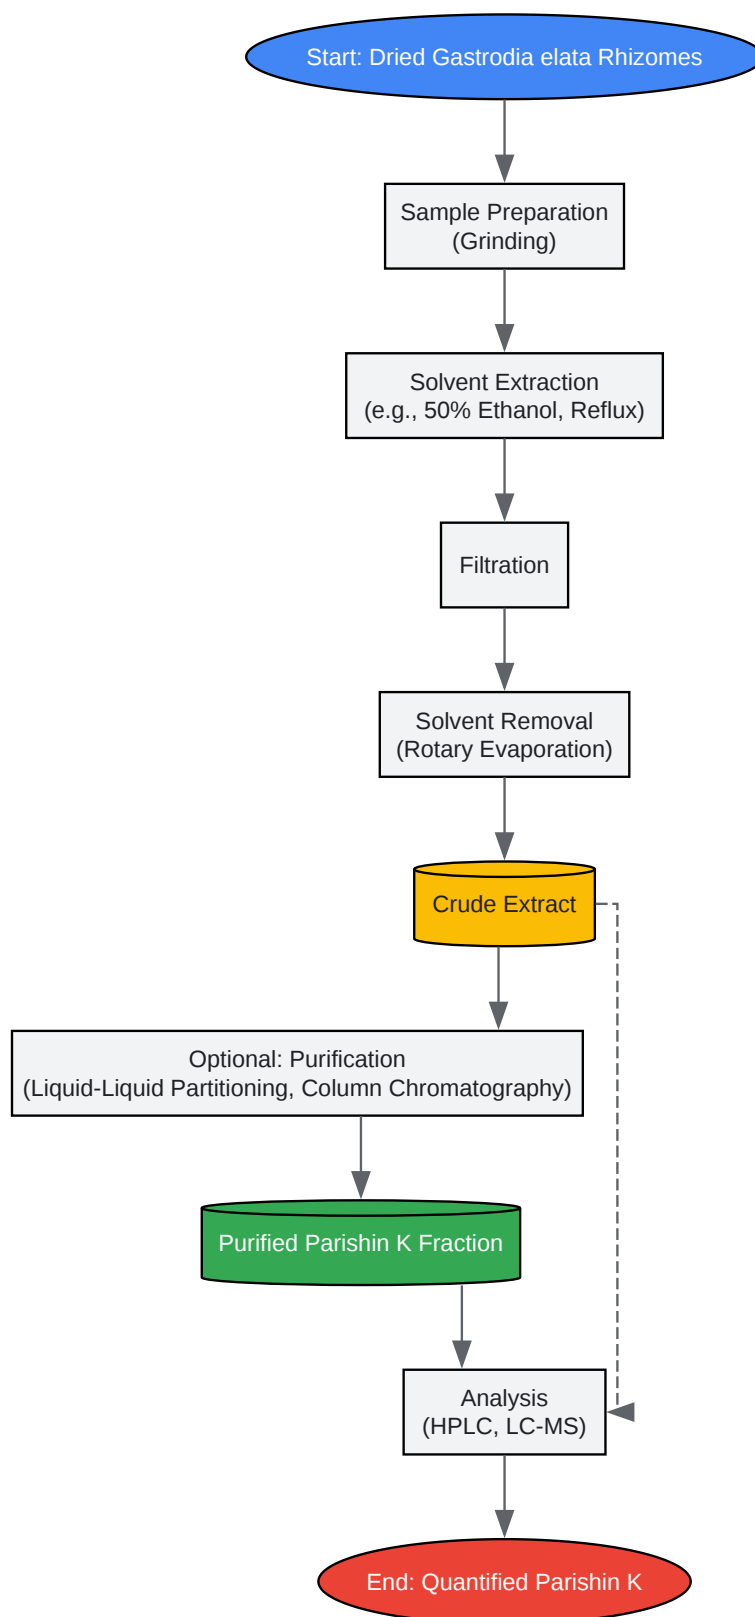 Start: Dried Gastrodia elata Rhizomes
Sample Preparation
(Grinding)
Solvent Extraction
(e.g., 50% Ethanol, Reflux)
Filtration
Solvent Removal
(Rotary Evaporation)
Crude Extract
Optional: Purification
(Liquid-Liquid Partitioning, Column Chromatography)
Purified Parishin K Fraction
Analysis
(HPLC, LC-MS)
End: Quantified Parishin K